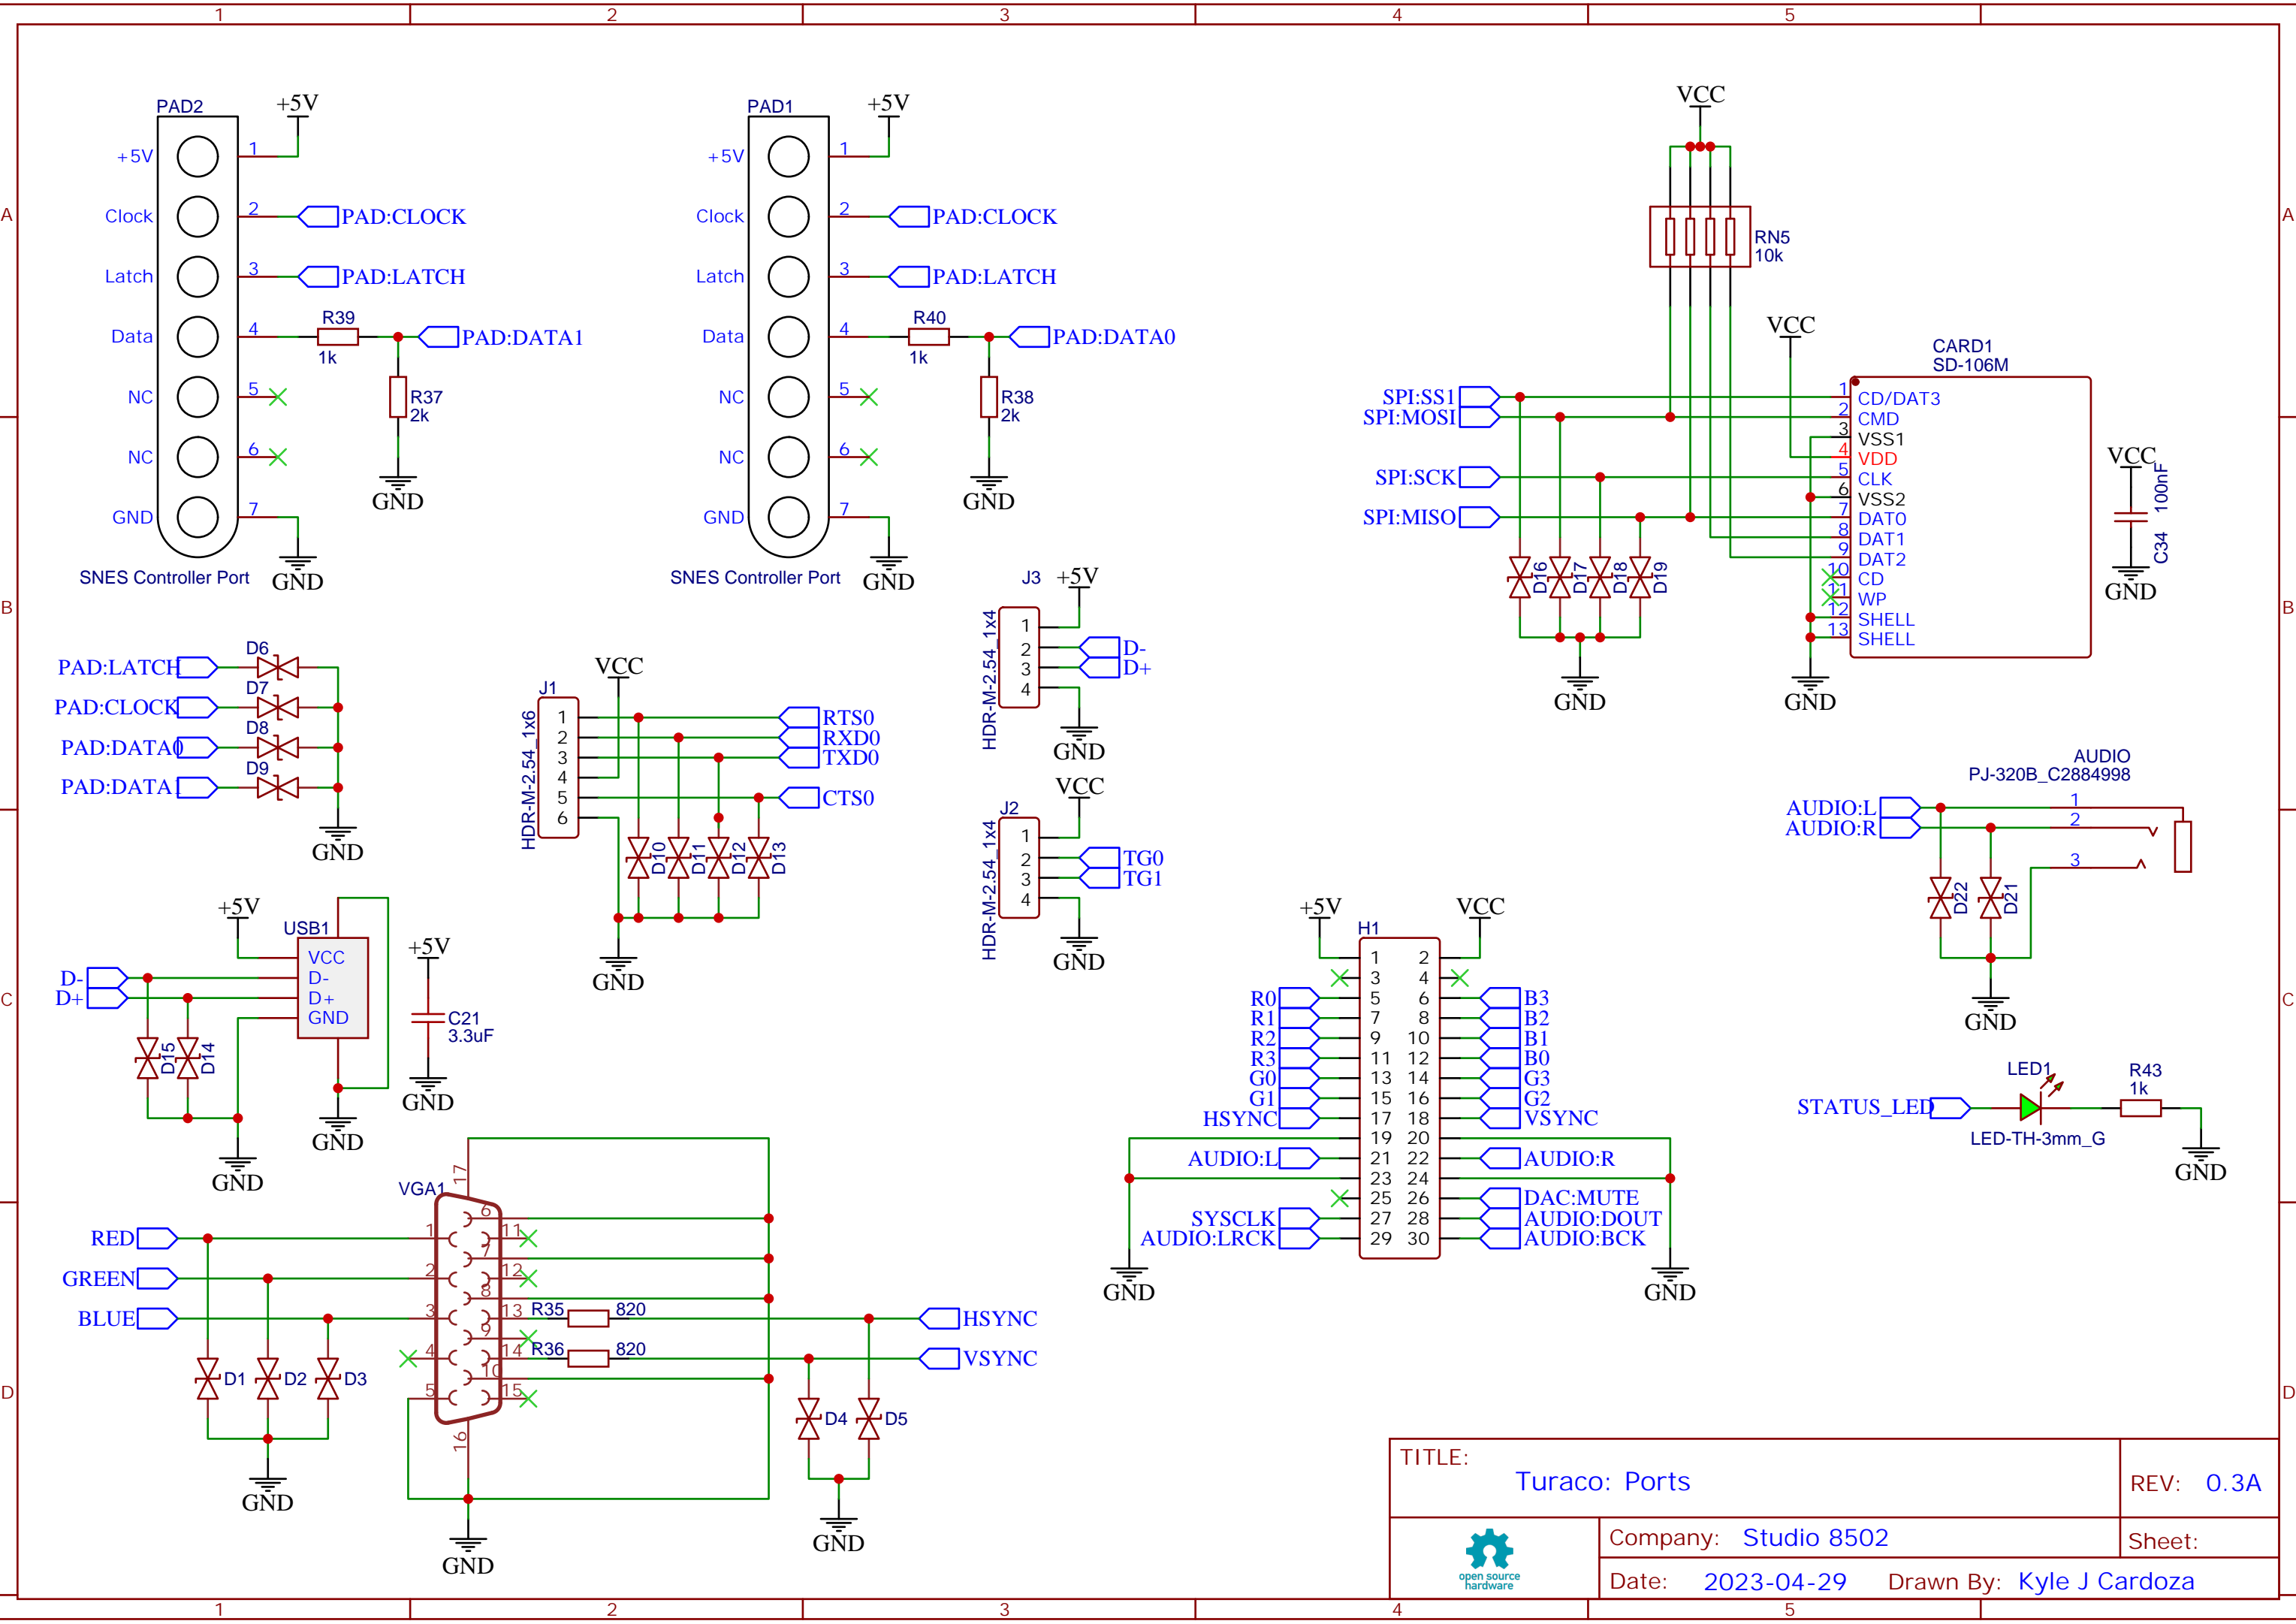 1 2 3 4 5
A A
B B
C C
D D
PAD2
+5V
+5V 1
Clock 2 PAD:CLOCK
Latch 3 PAD:LATCH
R39
Data 4 PAD:DATA1
1k
NC 5
R37
2k
NC 6
GND
GND 7
SNES Controller Port
GND
PAD1
+5V
+5V 1
Clock 2 PAD:CLOCK
Latch 3 PAD:LATCH
R40
Data 4 PAD:DATA0
1k
NC 5
R38
2k
NC 6
GND
GND 7
SNES Controller Port
GND
VCC
RN5
10k
VCC
CARD1
SD-106M
SPI:SS1
SPI:MOSI
SPI:SCK
SPI:MISO
1 CD/DAT3
2 CMD
3 VSS1
4 VDD
5 CLK
6 VSS2
7 DAT0
8 DAT1
9 DAT2
10 CD
11 WP
12 SHELL
13 SHELL
D16 D17 D18 D19
GND
GND
VCC
C34 100nF
GND
PAD:LATCH D6
PAD:CLOCK D7
PAD:DATA0 D8
PAD:DATA1 D9
GND
VCC
J1
HDR-M-2.54_1x6
1 RTS0
2 RXD0
3 TXD0
4
5 CTS0
6
D10 D11 D12 D13
GND
J3 +5V
HDR-M-2.54_1x4
1
2 D-
3 D+
4
GND
VCC
J2
HDR-M-2.54_1x4
1
2 TG0
3 TG1
4
GND
AUDIO
PJ-320B_C2884998
AUDIO:L 1
AUDIO:R 2
3
D22 D21
GND
+5V
USB1
VCC
D- D-
D+ D+
GND
D15 D14
GND
GND
+5V
C21
3.3uF
GND
+5V VCC
H1
1 2
3 4
R0 5 6 B3
R1 7 8 B2
R2 9 10 B1
R3 11 12 B0
G0 13 14 G3
G1 15 16 G2
HSYNC 17 18 VSYNC
19 20
AUDIO:L 21 22 AUDIO:R
23 24
25 26 DAC:MUTE
SYSCLK 27 28 AUDIO:DOUT
AUDIO:LRCK 29 30 AUDIO:BCK
GND GND
LED1
R43
1k
STATUS_LED
LED-TH-3mm_G
GND
VGA1
17
6
RED 1 11
7
GREEN 2 12
8
BLUE 3 13 R35 820 HSYNC
9
4 14 R36 820 VSYNC
10
5 15
16
D1 D2 D3
D4 D5
GND
GND
GND
TITLE:
Turaco: Ports
REV: 0.3A
open source
hardware
Company: Studio 8502
Sheet:
Date: 2023-04-29 Drawn By: Kyle J Cardoza
1 2 3 4 5